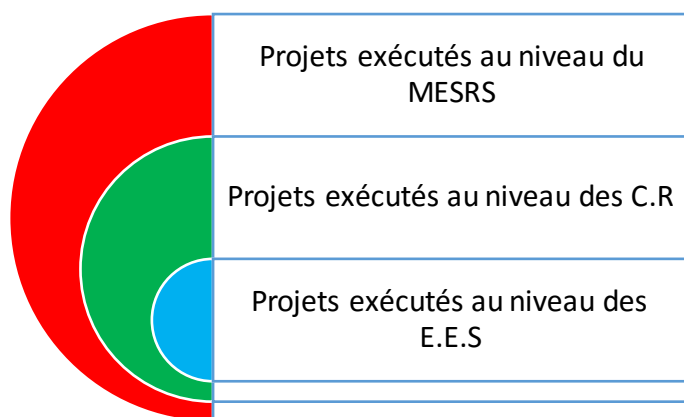 Projets exécutés au niveau du
MESRS
Projets exécutés au niveau des C.R
Projets exécutés au niveau des
E.E.S